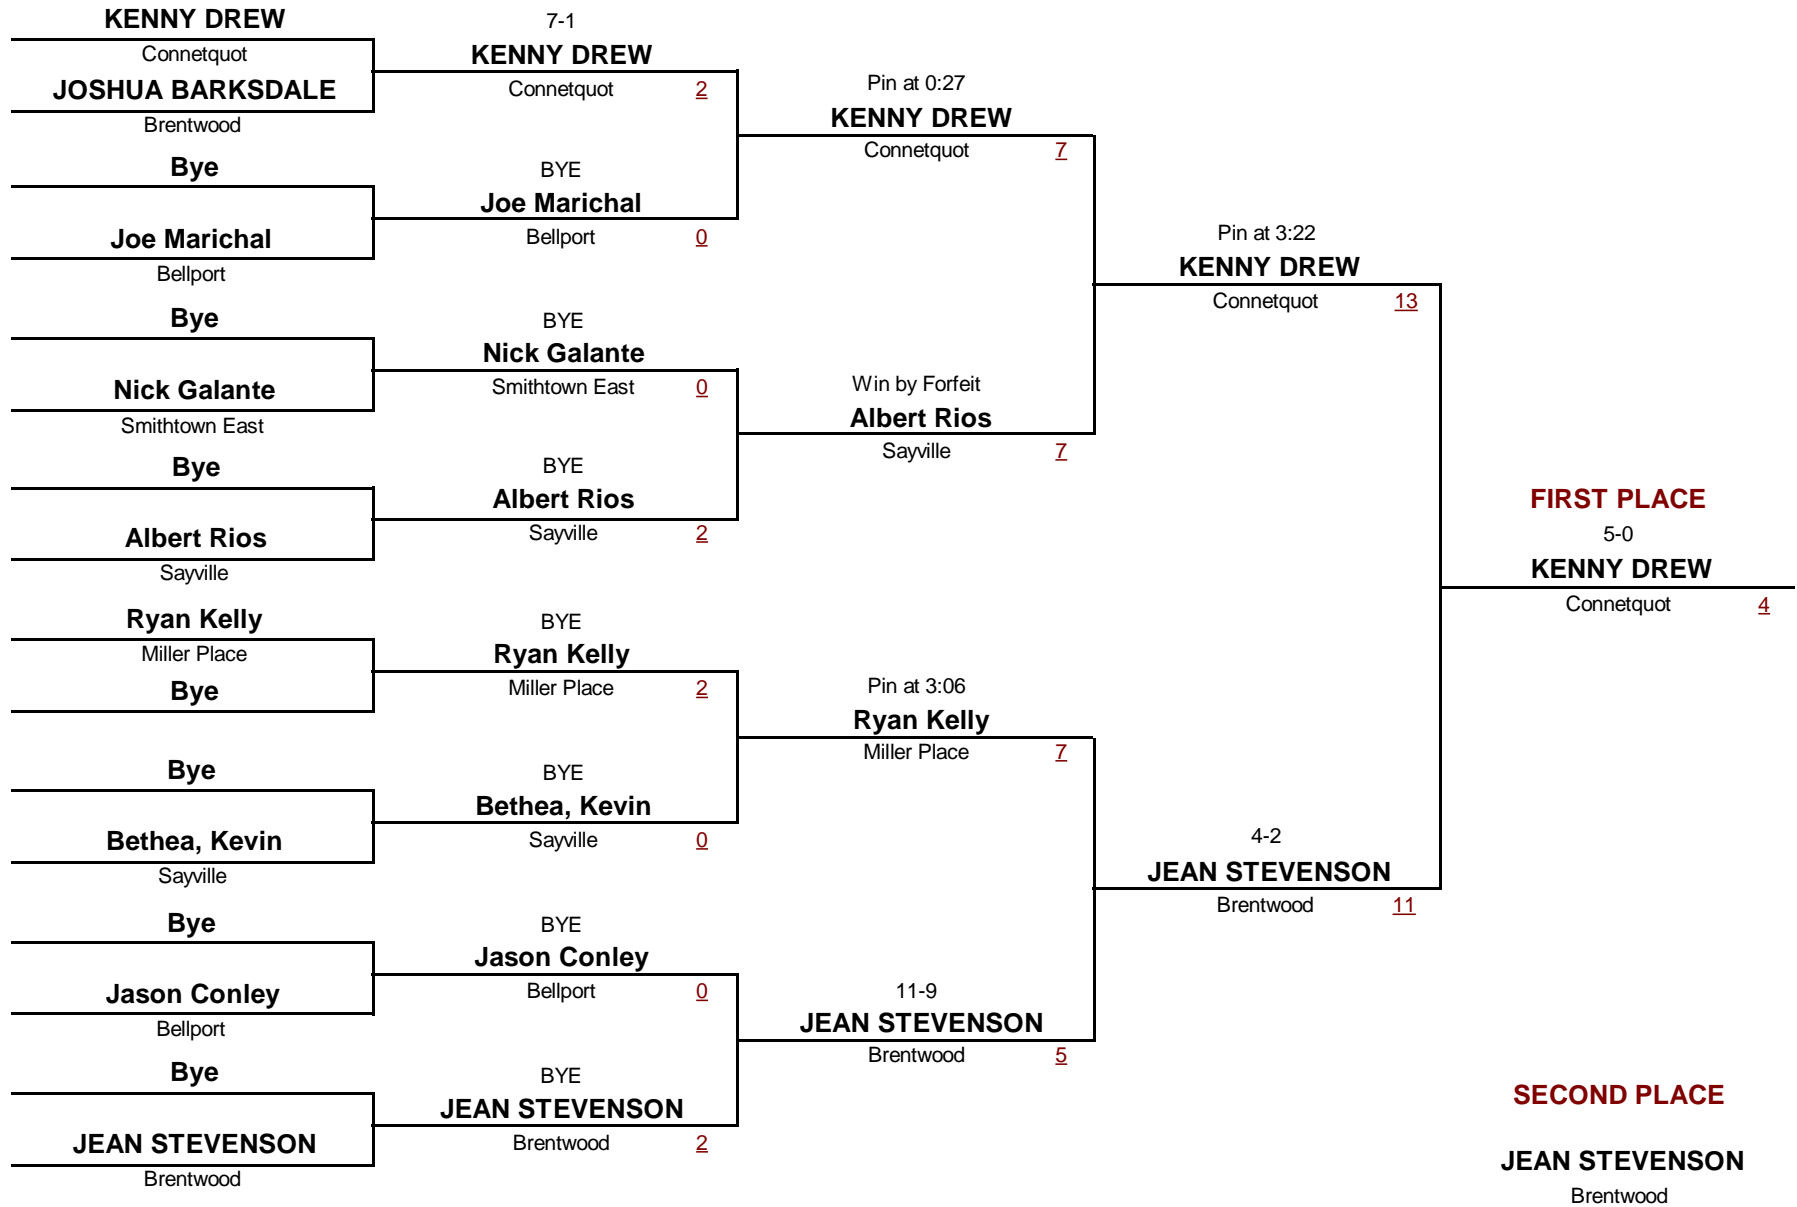 KENNY DREW
Connetquot
JOSHUA BARKSDALE
Brentwood
Bye
Joe Marichal
Bellport
Bye
Nick Galante
Smithtown East
Bye
Albert Rios
Sayville
Ryan Kelly
Miller Place
Bye
Bye
Bethea, Kevin
Sayville
Bye
Jason Conley
Bellport
Bye
JEAN STEVENSON
Brentwood
7-1
KENNY DREW
Connetquot 2
BYE
Joe Marichal
Bellport 0
BYE
Nick Galante
Smithtown East 0
BYE
Albert Rios
Sayville 2
BYE
Ryan Kelly
Miller Place 2
BYE
Bethea, Kevin
Sayville 0
BYE
Jason Conley
Bellport 0
BYE
JEAN STEVENSON
Brentwood 2
Pin at 0:27
KENNY DREW
Connetquot 7
Win by Forfeit
Albert Rios
Sayville 7
Pin at 3:06
Ryan Kelly
Miller Place 7
11-9
JEAN STEVENSON
Brentwood 5
Pin at 3:22
KENNY DREW
Connetquot 13
4-2
JEAN STEVENSON
Brentwood 11
FIRST PLACE
5-0
KENNY DREW
Connetquot 4
SECOND PLACE
JEAN STEVENSON
Brentwood